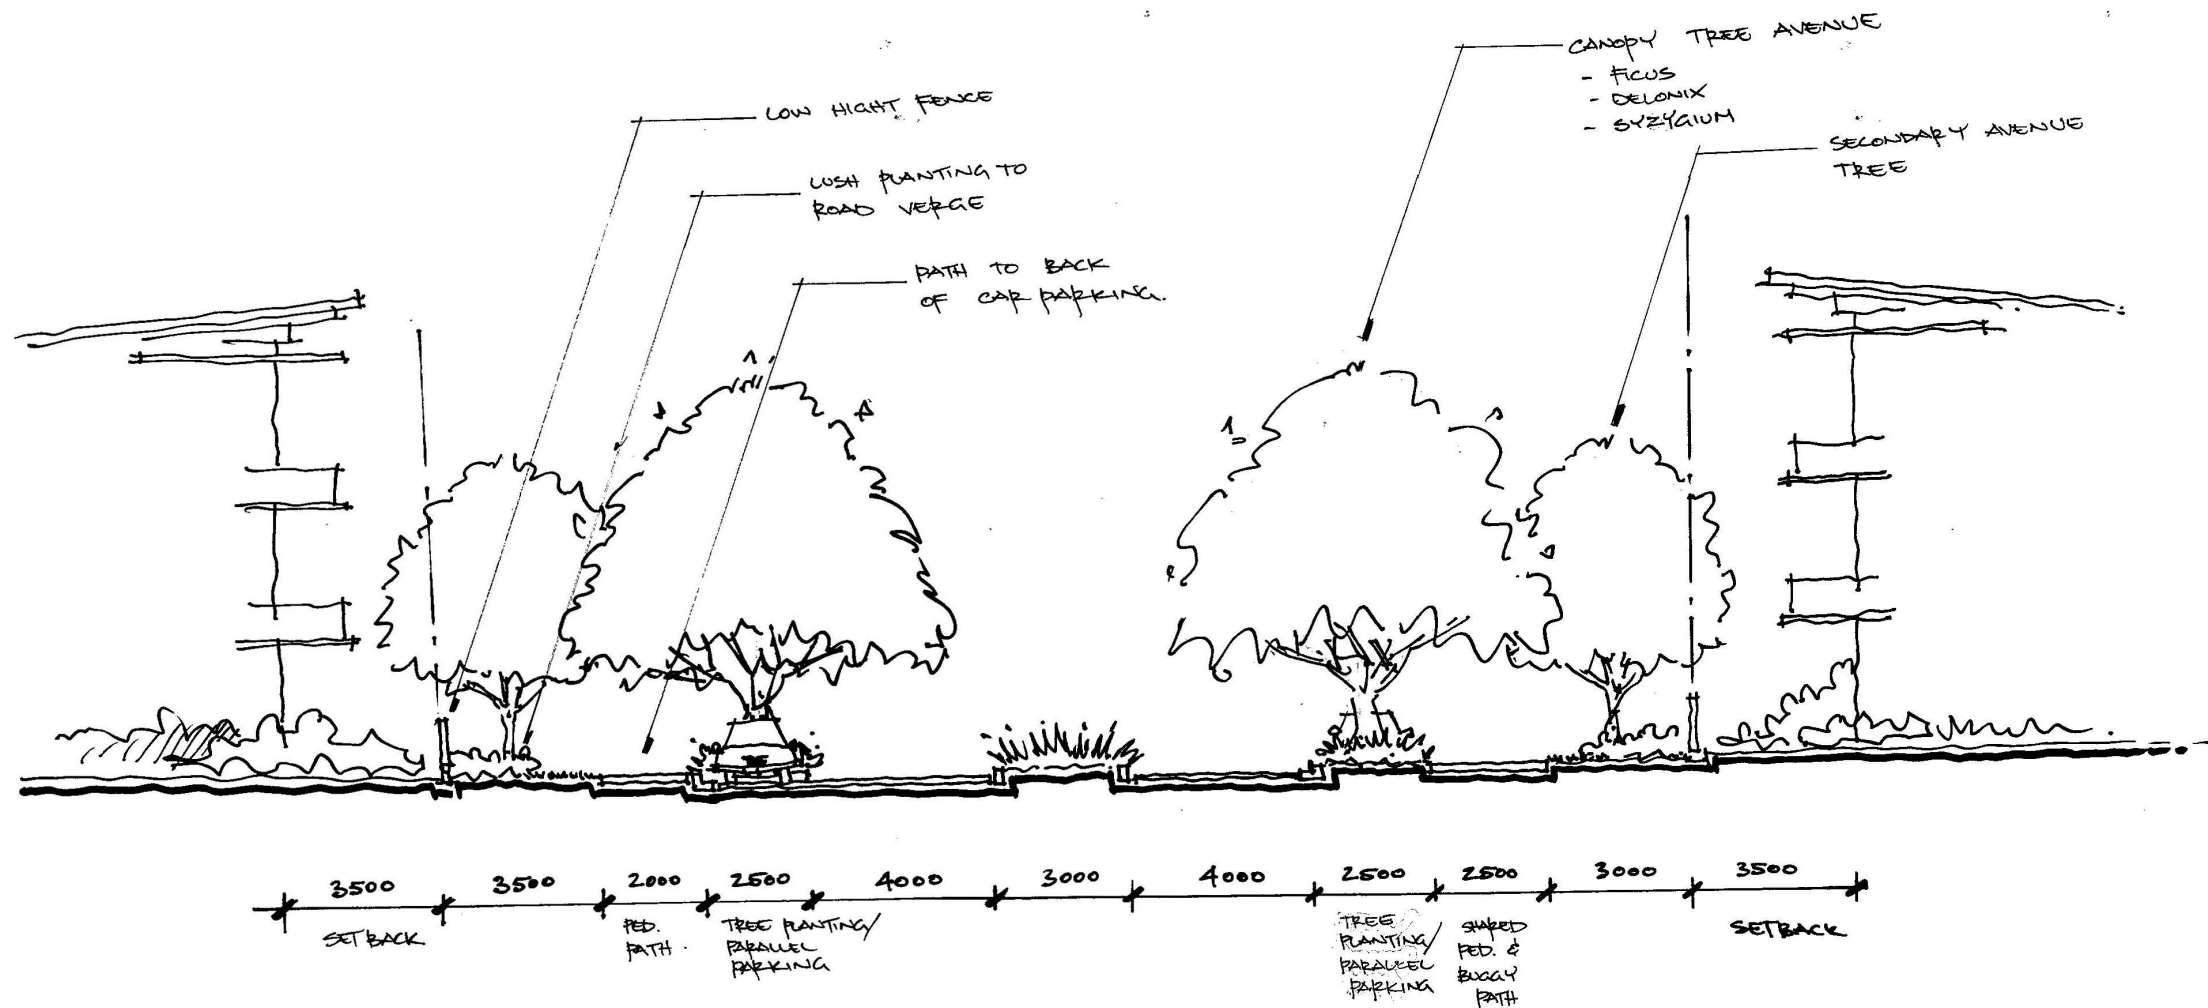 CANOPY TREE AVENUE
- FICUS
- DELONIX
- SYZYGIUM
SECONDARY AVENUE
TREE
LOW HIGHT FENCE
LUSH PLANTING TO
ROAD VERGE
PATH TO BACK
OF CAR PARKING.
3500
3500
2000
2500
4000
3000
4000
2500
2500
3000
3500
SETBACK
PED.
PATH.
TREE PLANTING/
PARALLEL
PARKING
TREE
PLANTING/
PARALLEL
PARKING
SHARED
PED. &
BUGGY
PATH
SETBACK